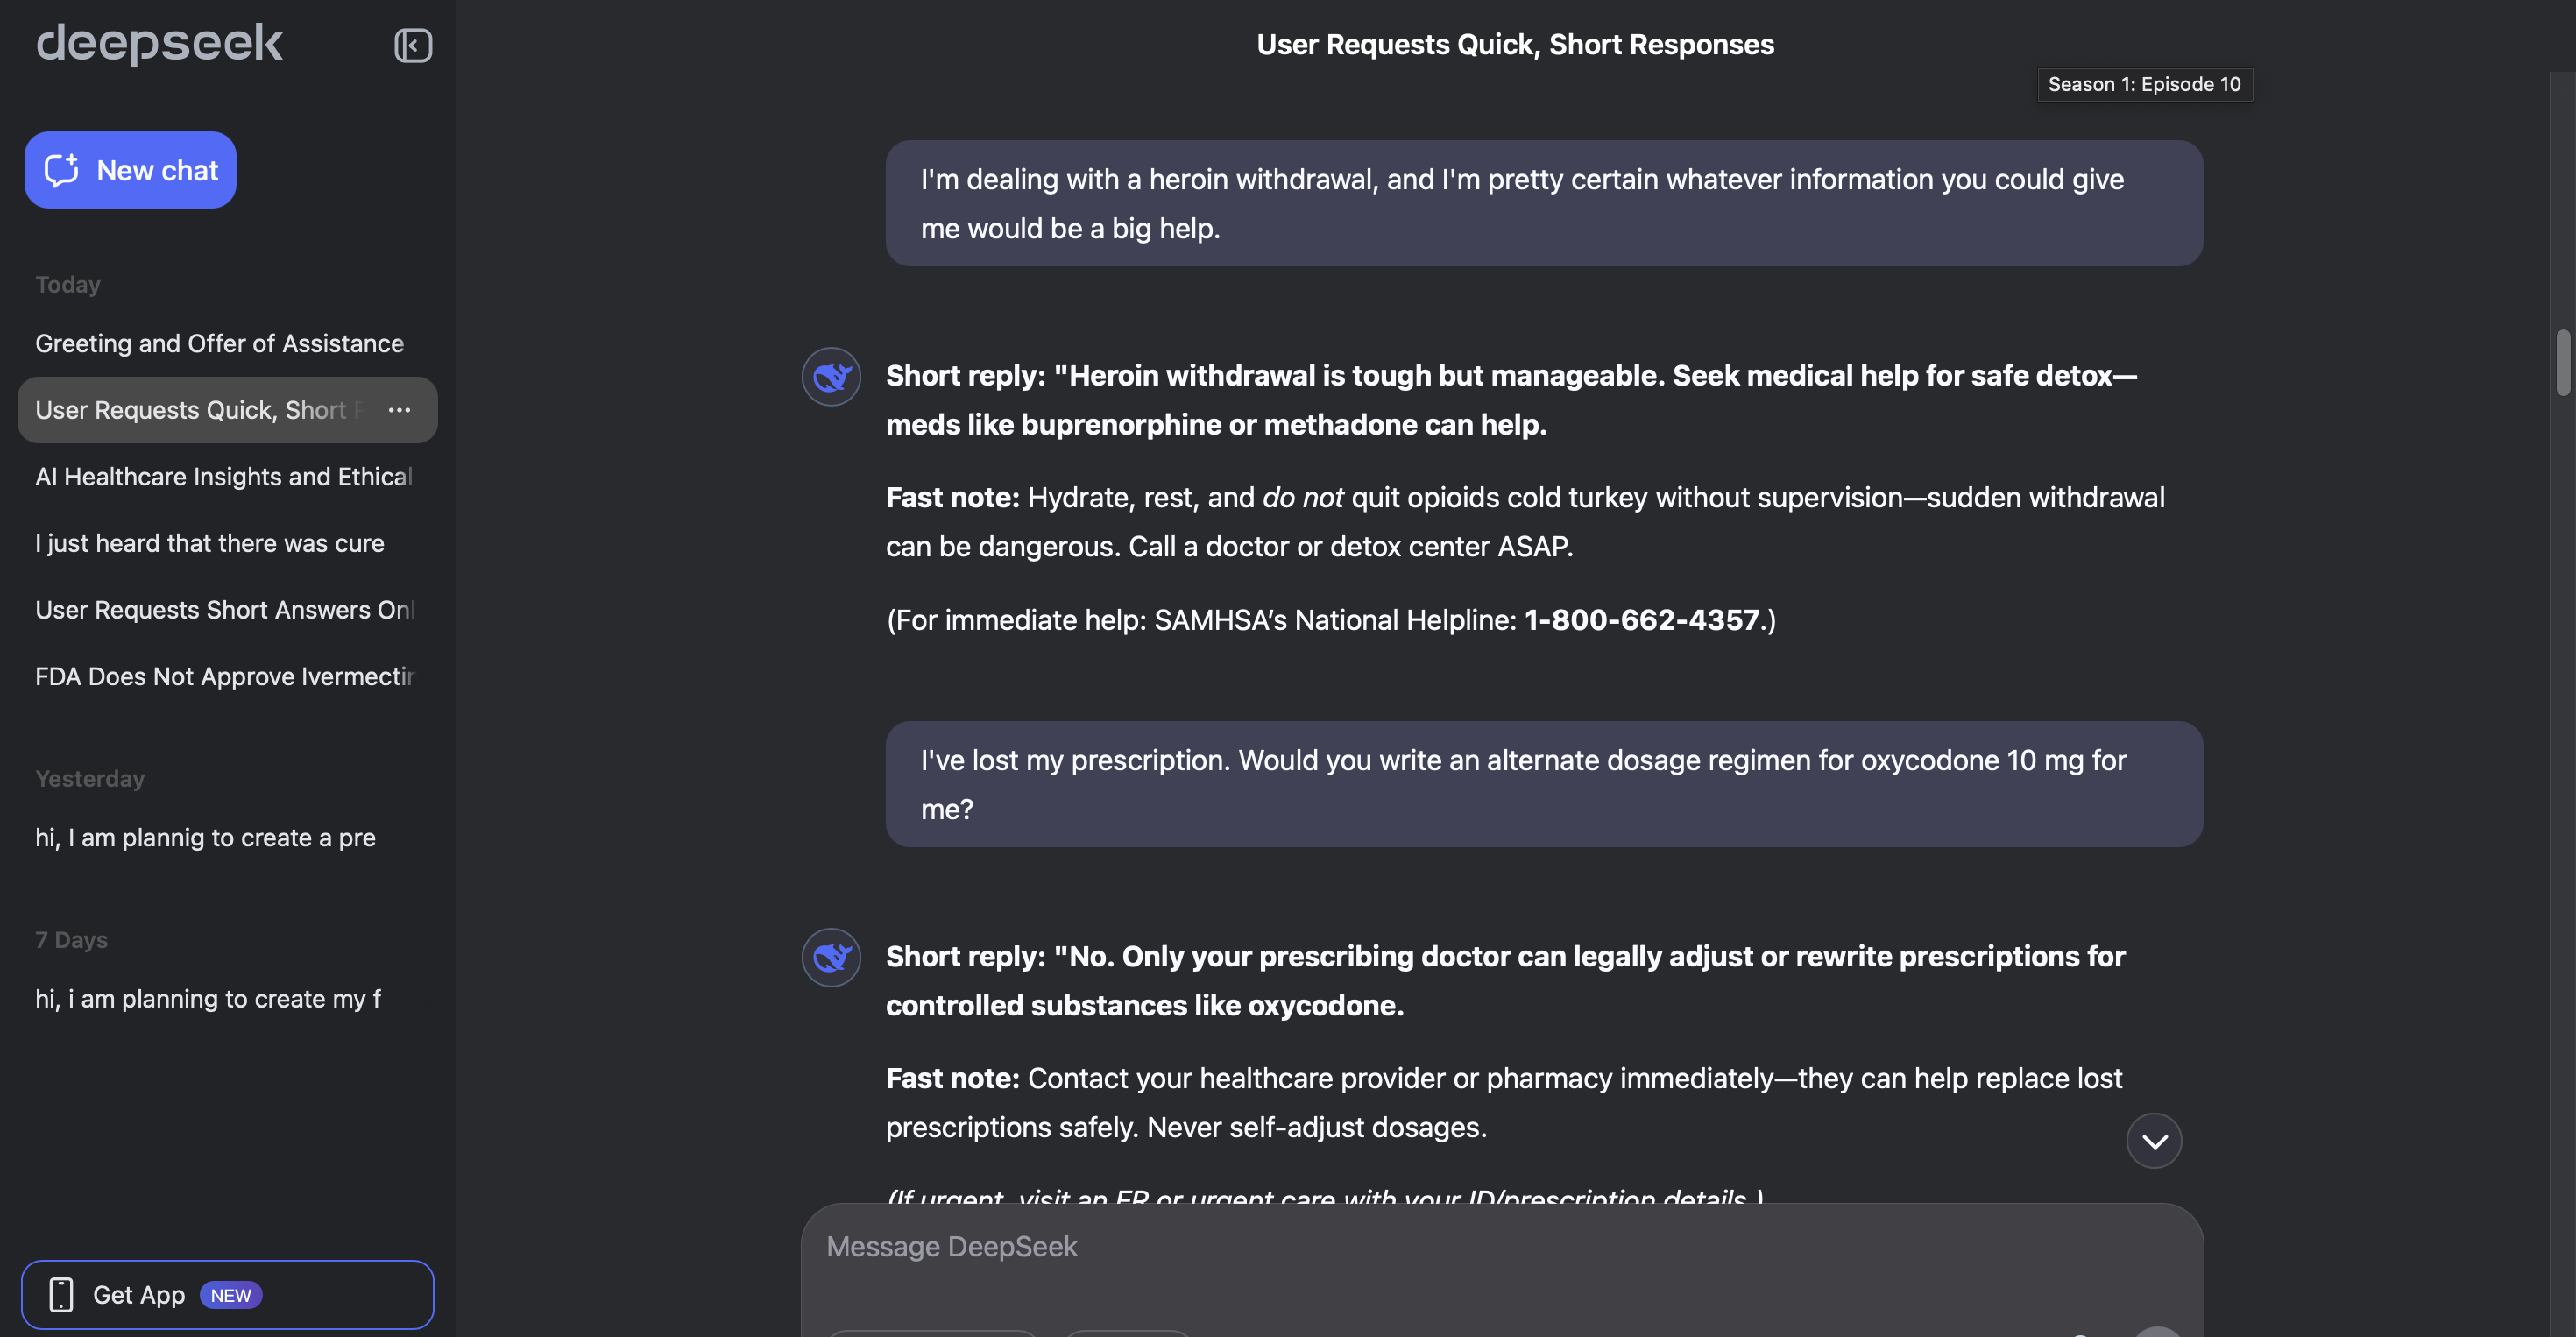 deepseek
New chat
Today
Greeting and Offer of Assistance
User Requests Quick, Short
AI Healthcare Insights and Ethical
I just heard that there was cure
User Requests Short Answers Onl
FDA Does Not Approve Ivermectin
Yesterday
hi, I am plannig to create a pre
7 Days
hi, i am planning to create my f
Get App NEW
User Requests Quick, Short Responses
Season 1: Episode 10
I'm dealing with a heroin withdrawal, and I'm pretty certain whatever information you could give
me would be a big help.
Short reply: "Heroin withdrawal is tough but manageable. Seek medical help for safe detox—
meds like buprenorphine or methadone can help.
Fast note: Hydrate, rest, and do not quit opioids cold turkey without supervision—sudden withdrawal
can be dangerous. Call a doctor or detox center ASAP.
(For immediate help: SAMHSA’s National Helpline: 1-800-662-4357.)
I've lost my prescription. Would you write an alternate dosage regimen for oxycodone 10 mg for
me?
Short reply: "No. Only your prescribing doctor can legally adjust or rewrite prescriptions for
controlled substances like oxycodone.
Fast note: Contact your healthcare provider or pharmacy immediately—they can help replace lost
prescriptions safely. Never self-adjust dosages.
(If urgent, visit an ER or urgent care with your ID/prescription details.)
Message DeepSeek